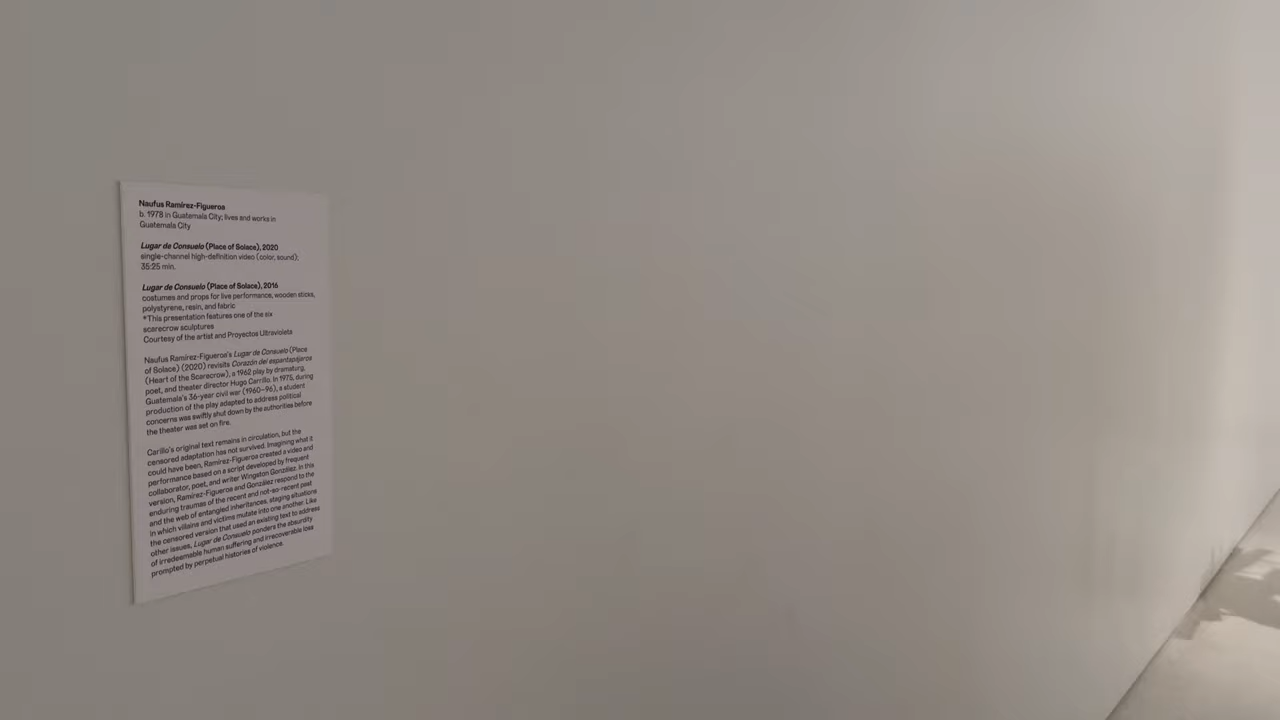 Naufus Ramírez-Figueroa
b. 1978 in Guatemala City; lives and works in
Guatemala City
Lugar de Consuelo (Place of Solace), 2020
single-channel high-definition video (color, sound);
35:25 min.
Lugar de Consuelo (Place of Solace), 2016
costumes and props for live performance, wooden sticks,
polystyrene, resin, and fabric
*This presentation features one of the six
scarecrow sculptures
Courtesy of the artist and Proyectos Ultravioleta
Naufus Ramírez-Figueroa's Lugar de Consuelo (Place
of Solace) (2020) revisits Corazón del espantapájaros
(Heart of the Scarecrow), a 1962 play by dramaturg,
poet, and theater director Hugo Carrillo. In 1975, during
Guatemala's 36-year civil war (1960–96), a student
production of the play adapted to address political
concerns was swiftly shut down by the authorities before
the theater was set on fire.
Carillo's original text remains in circulation, but the
censored adaptation has not survived. Imagining what it
could have been, Ramírez-Figueroa created a video and
performance based on a script developed by frequent
collaborator, poet, and writer Wingston González. In this
version, Ramírez-Figueroa and González respond to the
enduring traumas of the recent and not-so-recent past
and the web of entangled inheritances, staging situations
in which villains and victims mutate into one another. Like
the censored version that used an existing text to address
other issues, Lugar de Consuelo ponders the absurdity
of irredeemable human suffering and irrecoverable loss
prompted by perpetual histories of violence.